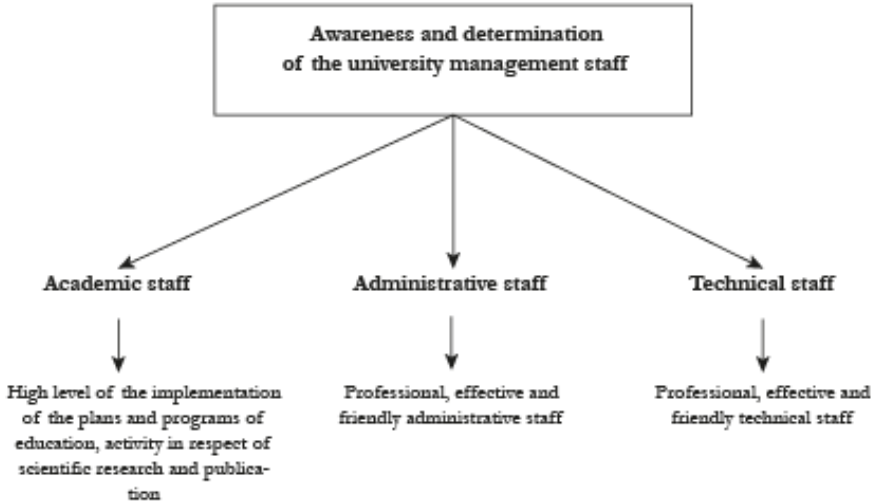 Awareness and determination
of the university management staff
Academic staff
Administrative staff
Technical staff
High level of the implementation
of the plans and programs of
education, activity in respect of
scientific research and publica-
tion
Professional, effective and
friendly administrative staff
Professional, effective and
friendly technical staff